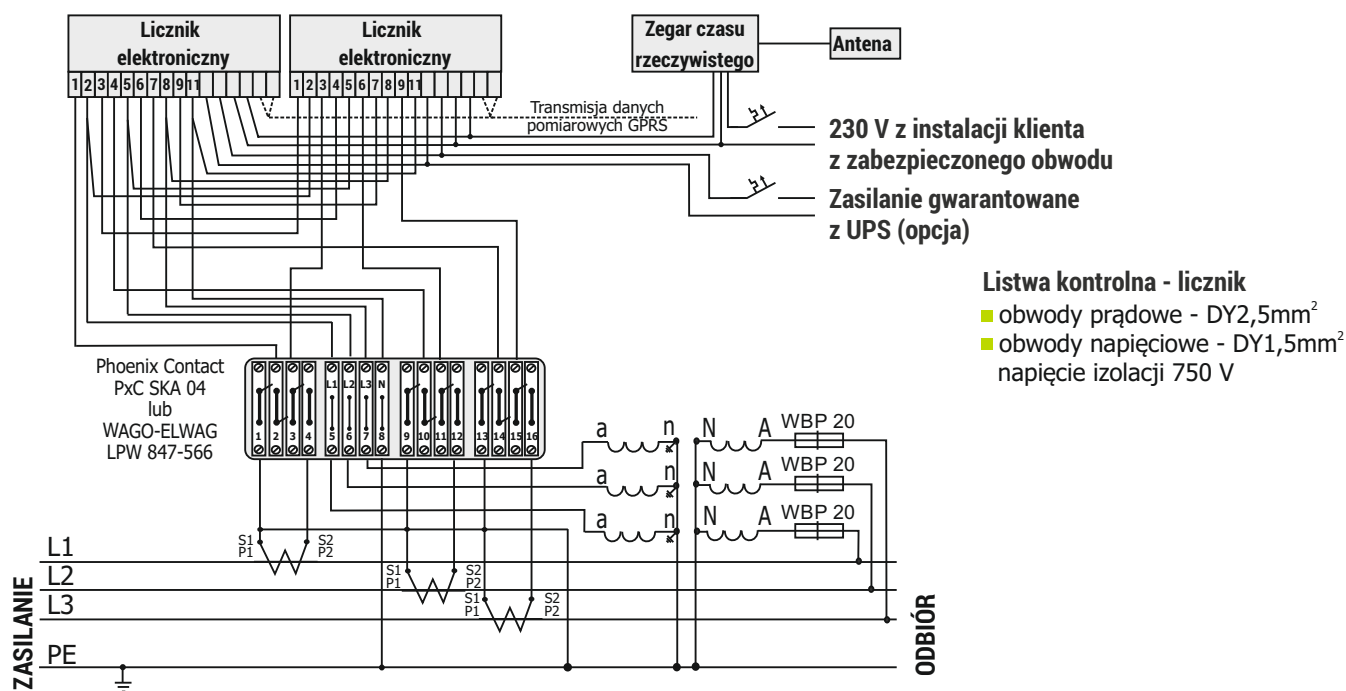 Licznik
elektroniczny
Licznik
elektroniczny
Zegar czasu
rzeczywistego
Antena
1 2 3 4 5 6 7 8 9 11
1 2 3 4 5 6 7 8 9 11
Transmisja danych
pomiarowych GPRS
230 V z instalacji klienta
z zabezpieczonego obwodu
Zasilanie gwarantowane
z UPS (opcja)
Listwa kontrolna - licznik
obwody prądowe - DY2,5mm²
obwody napięciowe - DY1,5mm²
napięcie izolacji 750 V
Phoenix Contact
PxC SKA 04
lub
WAGO-ELWAG
LPW 847-566
L1 L2 L3 N
1 2 3 4 5 6 7 8 9 10 11 12 13 14 15 16
a n N A WBP 20
a n N A WBP 20
a n N A WBP 20
S1 S2
P1 P2
S1 S2
P1 P2
S1 S2
P1 P2
L1
L2
L3
PE
ZASILANIE
ODBIÓR